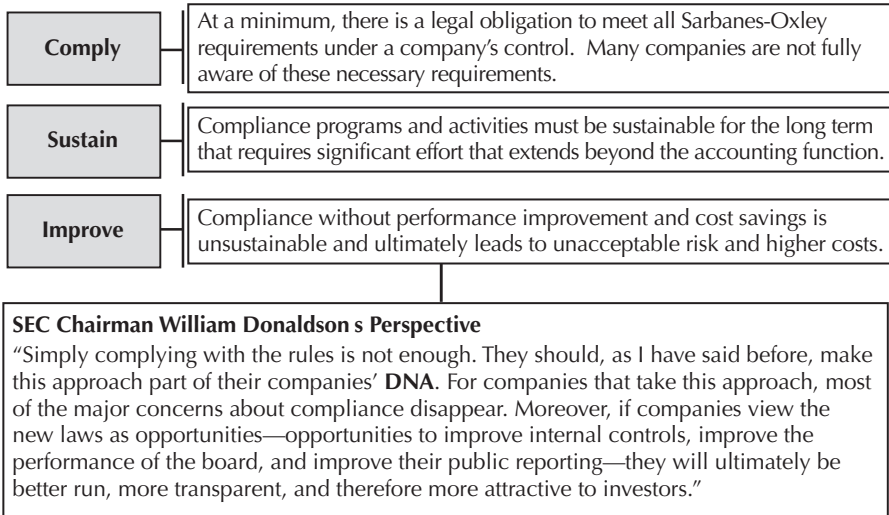 Comply
At a minimum, there is a legal obligation to meet all Sarbanes-Oxley
requirements under a company’s control.  Many companies are not fully
aware of these necessary requirements.
Sustain
Compliance programs and activities must be sustainable for the long term
that requires significant effort that extends beyond the accounting function.
Improve
Compliance without performance improvement and cost savings is
unsustainable and ultimately leads to unacceptable risk and higher costs.
SEC Chairman William Donaldson s Perspective
“Simply complying with the rules is not enough. They should, as I have said before, make
this approach part of their companies’ DNA. For companies that take this approach, most
of the major concerns about compliance disappear. Moreover, if companies view the
new laws as opportunities—opportunities to improve internal controls, improve the
performance of the board, and improve their public reporting—they will ultimately be
better run, more transparent, and therefore more attractive to investors.”